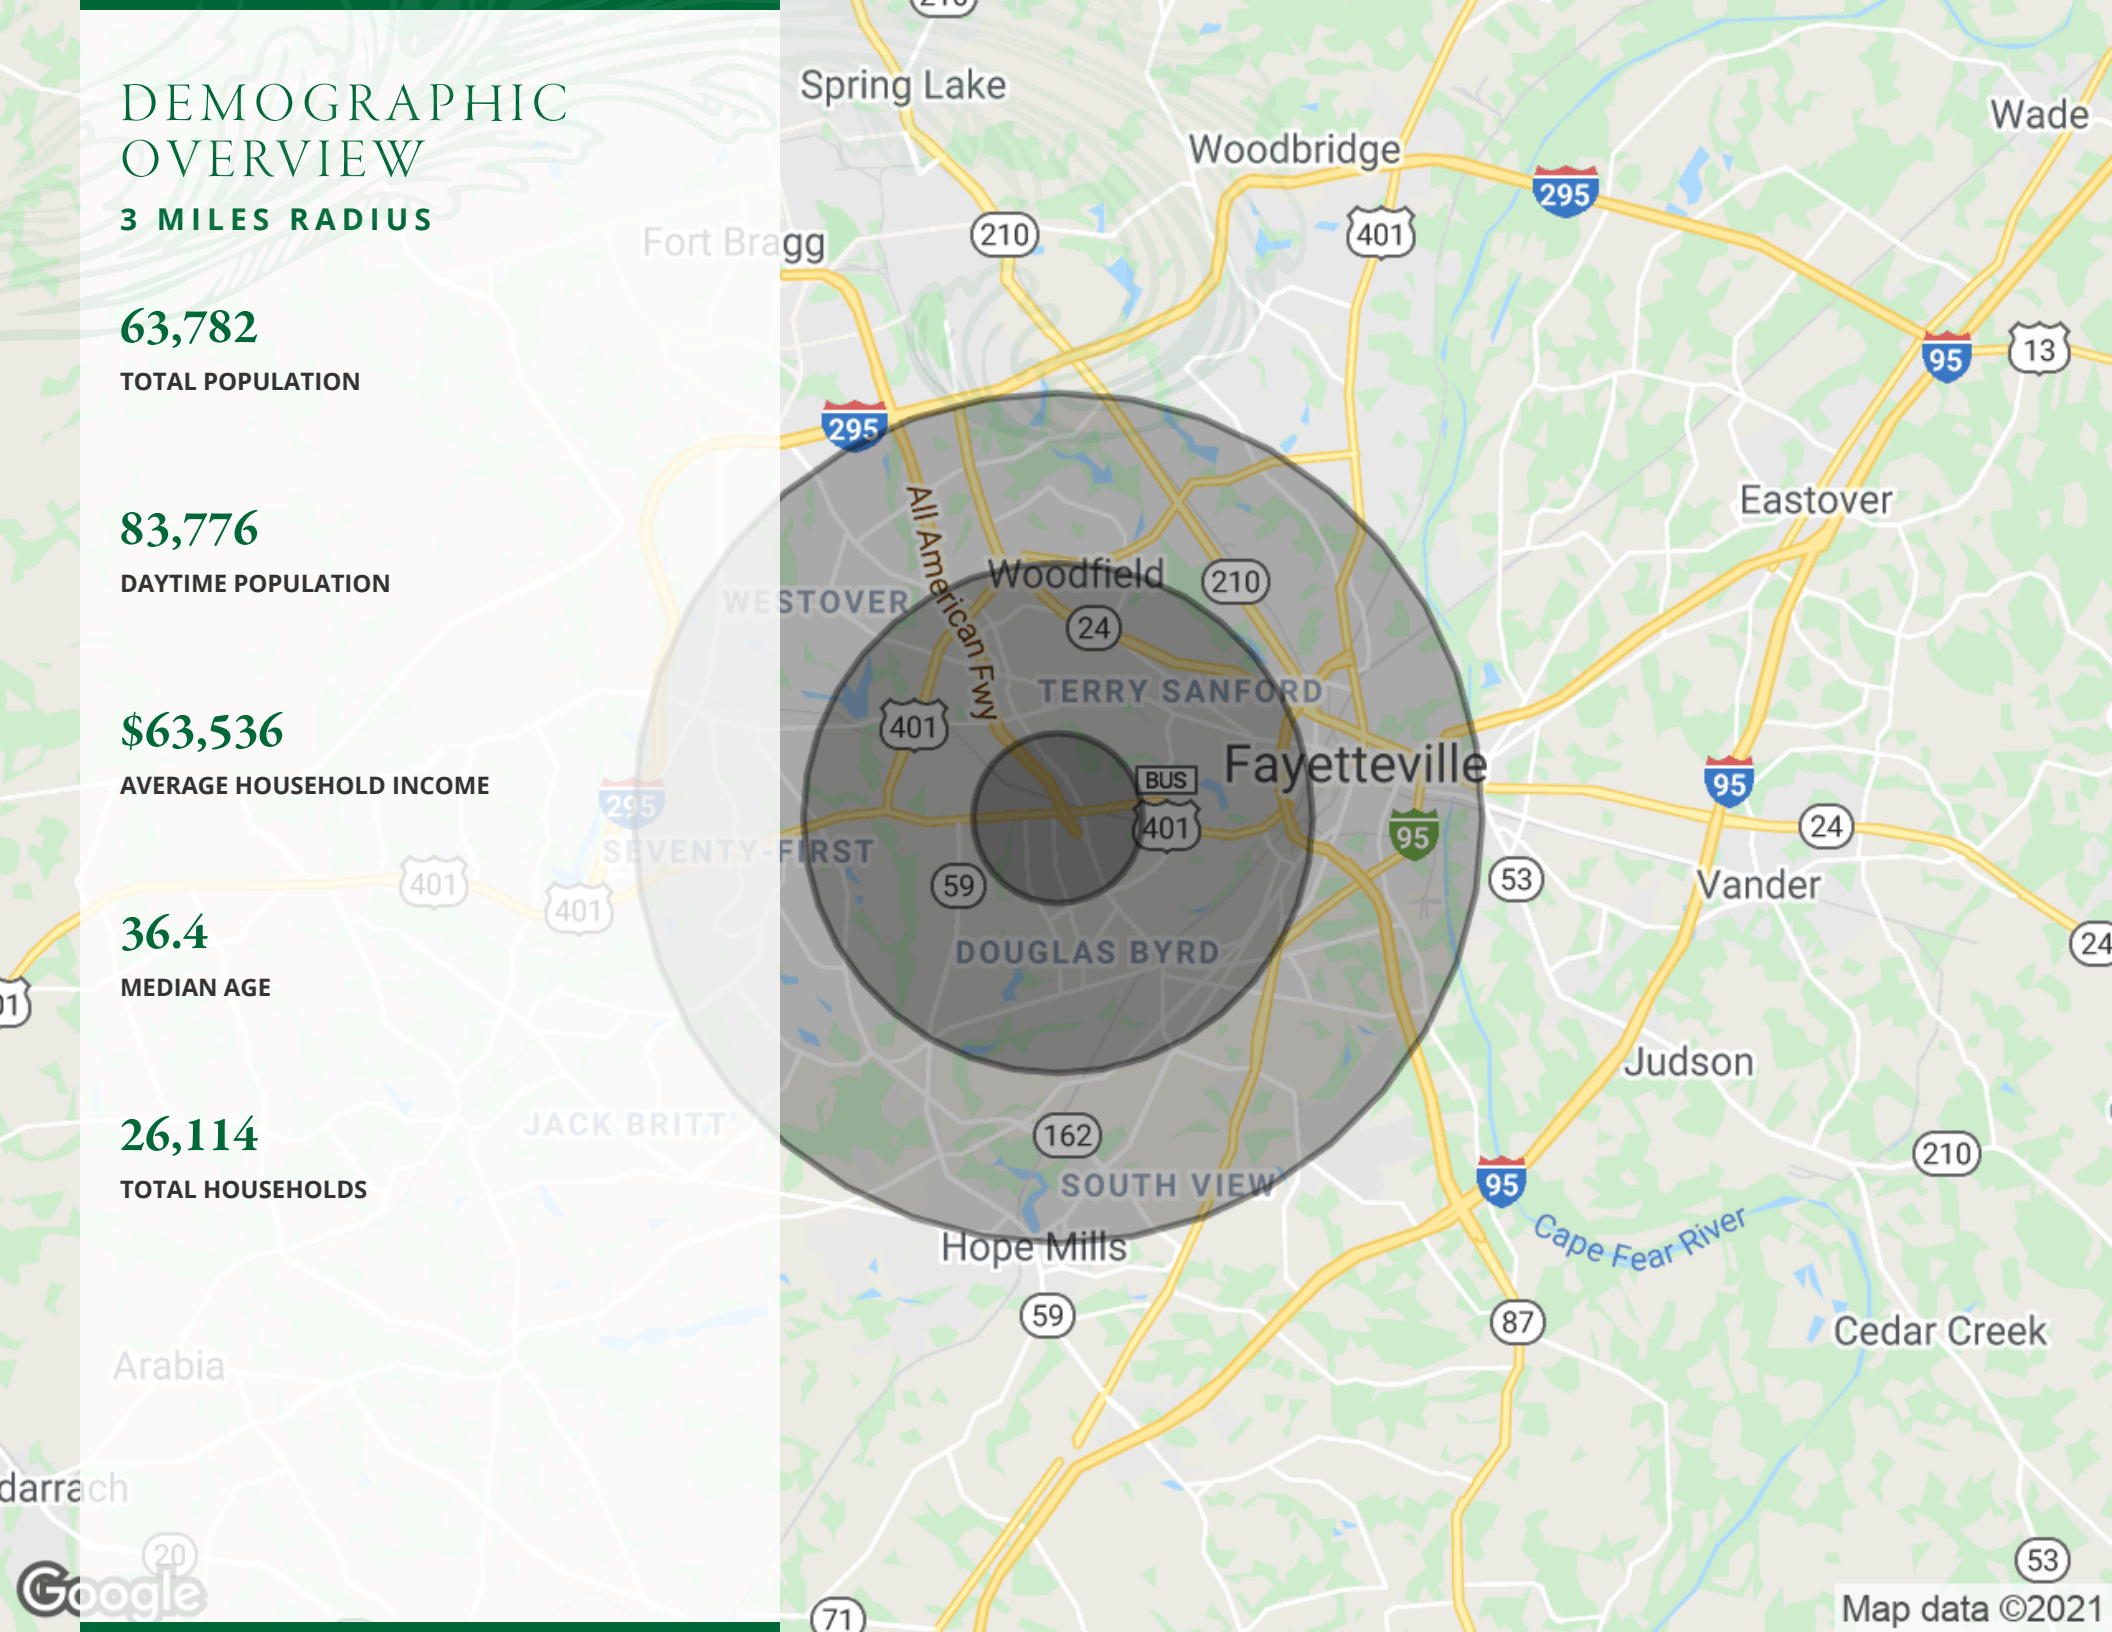 DEMOGRAPHIC
OVERVIEW
3 MILES RADIUS
63,782
TOTAL POPULATION
83,776
DAYTIME POPULATION
$63,536
AVERAGE HOUSEHOLD INCOME
36.4
MEDIAN AGE
26,114
TOTAL HOUSEHOLDS
Spring Lake
Wade
Woodbridge
295
Fort Bragg
210
401
95
13
295
All American Fwy
Eastover
Woodfield
210
WESTOVER
24
TERRY SANFORD
401
Fayetteville
BUS
401
295
95
95
24
SEVENTY-FIRST
401
59
53
Vander
401
24
DOUGLAS BYRD
Judson
JACK BRITT
162
210
SOUTH VIEW
95
Cape Fear River
Hope Mills
59
87
Cedar Creek
Arabia
darrach
20
53
Google
71
Map data ©2021